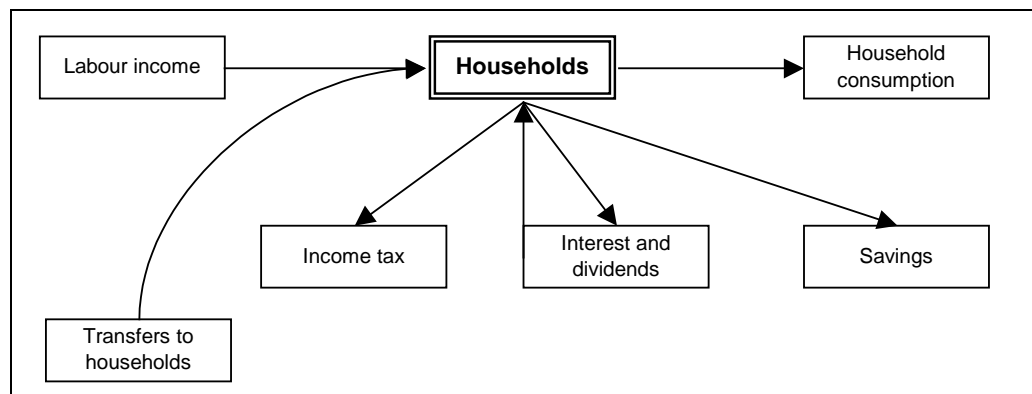 Labour income
Households
Household
consumption
Income tax
Interest and
dividends
Savings
Transfers to
households